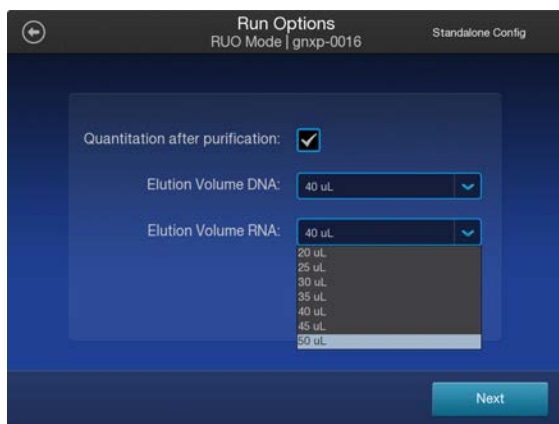 Run Options
RUO Mode | gnxp-0016
Standalone Config
Quantitation after purification:
Elution Volume DNA: 40 uL
Elution Volume RNA: 40 uL
20 uL
25 uL
30 uL
35 uL
40 uL
45 uL
50 uL
Next